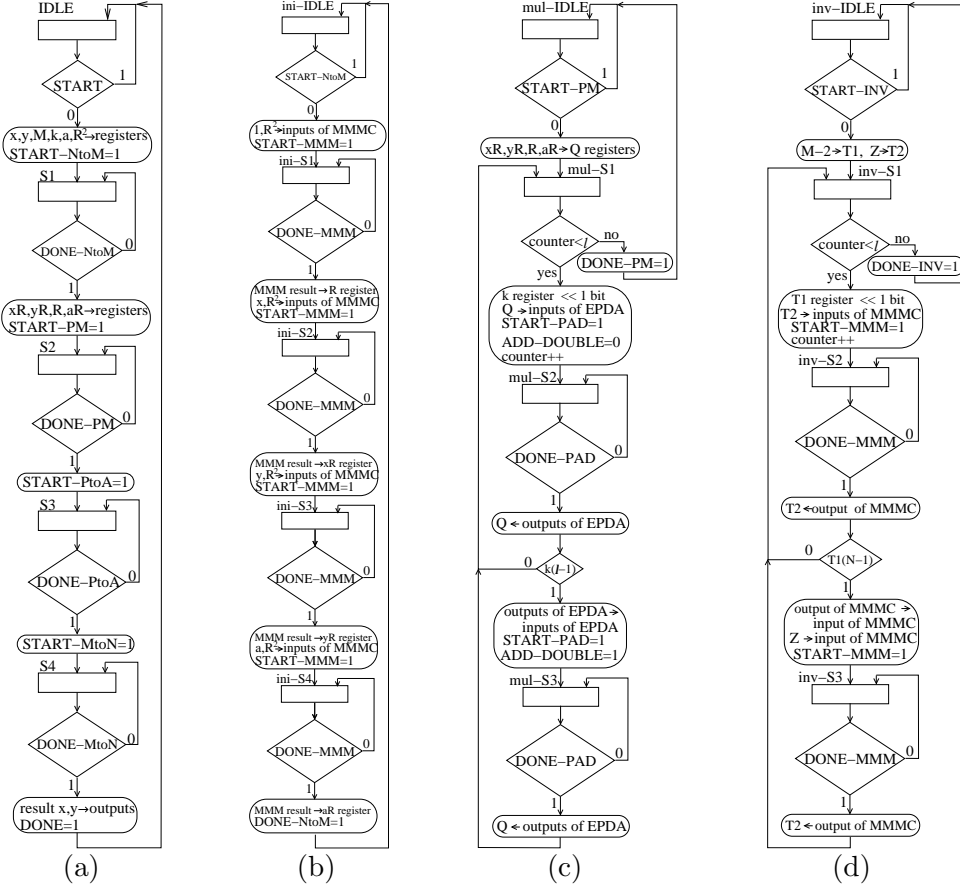 IDLE
START
1
0
x,y,M,k,a,R²→registers
START–NtoM=1
S1
DONE–NtoM
0
1
xR,yR,R,aR→registers
START–PM=1
S2
DONE–PM
0
1
START–PtoA=1
S3
DONE–PtoA
0
1
START–MtoN=1
S4
DONE–MtoN
0
1
result x,y→outputs
DONE=1
(a)
ini–IDLE
START–NtoM
1
0
1,R²→inputs of MMMC
START–MMM=1
ini–S1
DONE–MMM
0
1
MMM result→R register
x,R²→inputs of MMMC
START–MMM=1
ini–S2
DONE–MMM
0
1
MMM result→xR register
y,R²→inputs of MMMC
START–MMM=1
ini–S3
DONE–MMM
0
1
MMM result→yR register
a,R²→inputs of MMMC
START–MMM=1
ini–S4
DONE–MMM
0
1
MMM result→aR register
DONE–NtoM=1
(b)
mul–IDLE
START–PM
1
0
xR,yR,R,aR→Q registers
mul–S1
counter<l
no
DONE–PM=1
yes
k register << 1 bit
Q→inputs of EPDA
START–PAD=1
ADD–DOUBLE=0
counter++
mul–S2
DONE–PAD
0
1
Q←outputs of EPDA
k(l–1)
0
1
outputs of EPDA→
inputs of EPDA
START–PAD=1
ADD–DOUBLE=1
mul–S3
DONE–PAD
0
1
Q←outputs of EPDA
(c)
inv–IDLE
START–INV
1
0
M–2→T1, Z→T2
inv–S1
counter<l
no
DONE–INV=1
yes
T1 register << 1 bit
T2→inputs of MMMC
START–MMM=1
counter++
inv–S2
DONE–MMM
0
1
T2←output of MMMC
T1(N–1)
0
1
output of MMMC→
input of MMMC
Z→input of MMMC
START–MMM=1
inv–S3
DONE–MMM
0
1
T2←output of MMMC
(d)